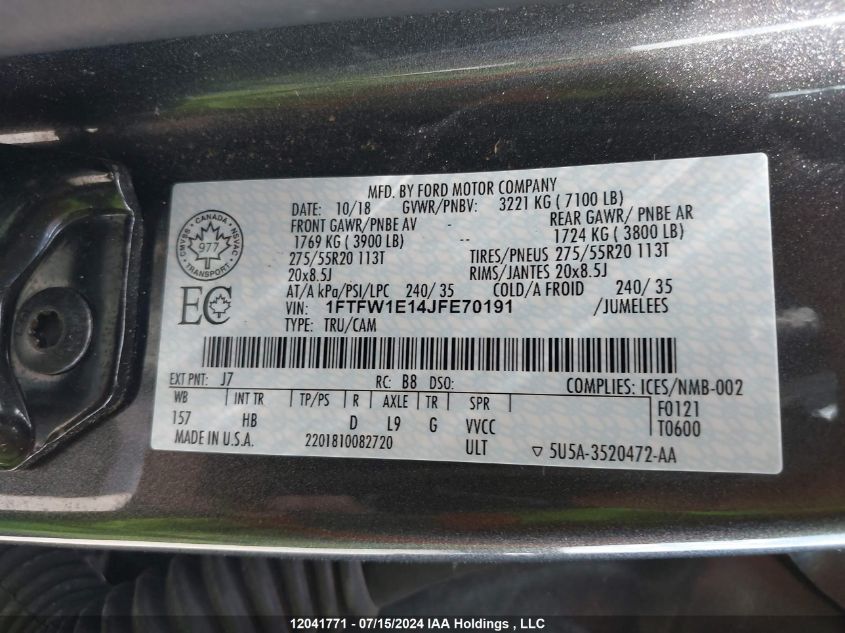 MFD. BY FORD MOTOR COMPANY
DATE: 10/18 GVWR/PNBV: 3221 KG ( 7100 LB)
FRONT GAWR/PNBE AV -- REAR GAWR/ PNBE AR
1769 KG ( 3900 LB) 1724 KG ( 3800 LB)
275/55R20 113T TIRES/PNEUS 275/55R20 113T
20x8.5J RIMS/JANTES 20x8.5J
AT/A kPa/PSI/LPC 240/ 35 COLD/A FROID 240/ 35
VIN: 1FTFW1E14JFE70191 /JUMELEES
TYPE: TRU/CAM
CANADA
CMVSS NSVAC
977
TRANSPORT
EC
EXT PNT: J7 RC: B8 DSO: COMPLIES: ICES/NMB-002
WB INT TR TP/PS R AXLE TR SPR F0121
157 HB D L9 G VVCC T0600
MADE IN U.S.A. 2201810082720 ULT ▽ 5U5A-3520472-AA
12041771 - 07/15/2024 IAA Holdings , LLC